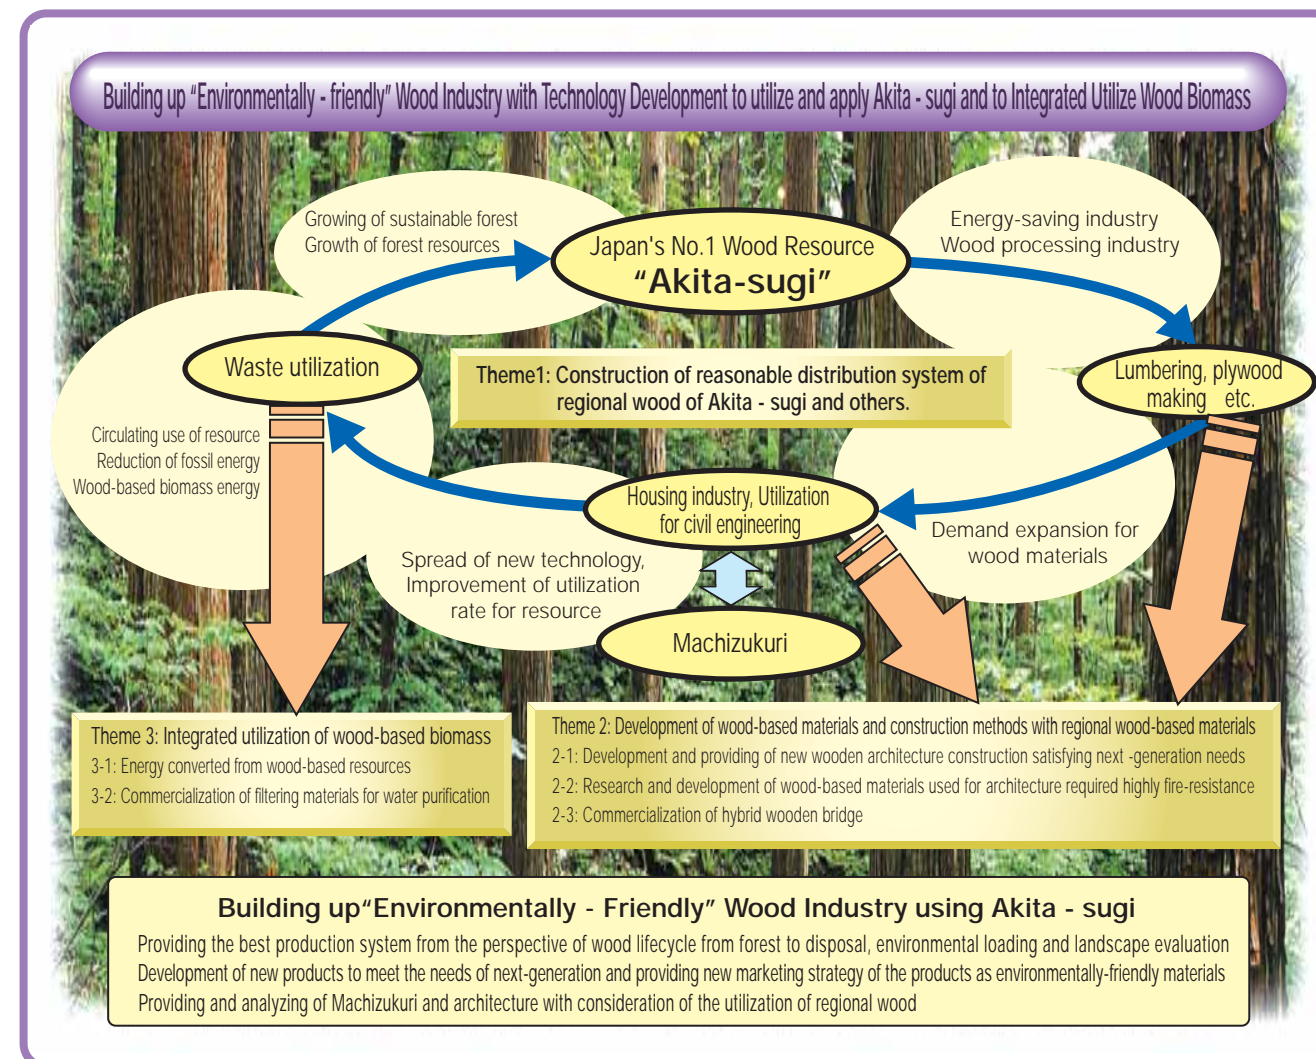 Building up “Environmentally - friendly” Wood Industry with Technology Development to utilize and apply Akita - sugi and to Integrated Utilize Wood Biomass
Growing of sustainable forest
Growth of forest resources
Japan's No.1 Wood Resource
“Akita-sugi”
Energy-saving industry
Wood processing industry
Waste utilization
Theme1: Construction of reasonable distribution system of
regional wood of Akita - sugi and others.
Lumbering, plywood
making etc.
Circulating use of resource
Reduction of fossil energy
Wood-based biomass energy
Housing industry, Utilization
for civil engineering
Demand expansion for
wood materials
Spread of new technology,
Improvement of utilization
rate for resource
Machizukuri
Theme 3: Integrated utilization of wood-based biomass
3-1: Energy converted from wood-based resources
3-2: Commercialization of filtering materials for water purification
Theme 2: Development of wood-based materials and construction methods with regional wood-based materials
2-1: Development and providing of new wooden architecture construction satisfying next -generation needs
2-2: Research and development of wood-based materials used for architecture required highly fire-resistance
2-3: Commercialization of hybrid wooden bridge
Building up“Environmentally - Friendly” Wood Industry using Akita - sugi
Providing the best production system from the perspective of wood lifecycle from forest to disposal, environmental loading and landscape evaluation
Development of new products to meet the needs of next-generation and providing new marketing strategy of the products as environmentally-friendly materials
Providing and analyzing of Machizukuri and architecture with consideration of the utilization of regional wood